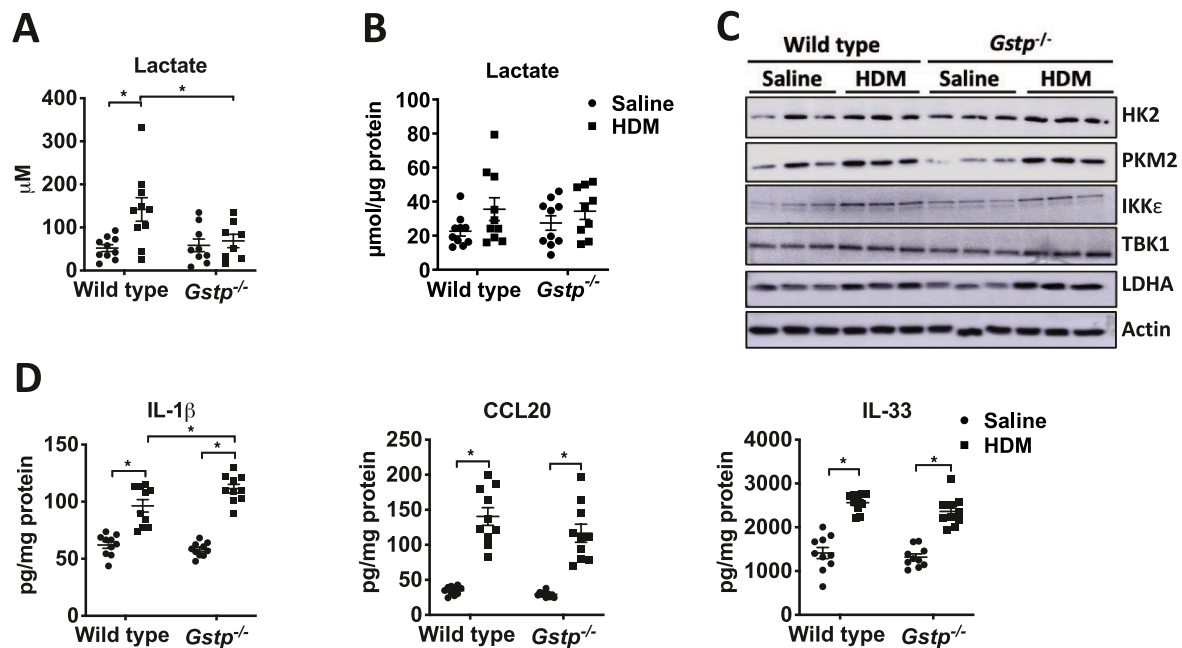 A
Lactate
*
*
400
300
200
100
0
μM
Wild type
Gstp-/-
B
Lactate
Saline
HDM
100
80
60
40
20
0
μmol/μg protein
Wild type
Gstp-/-
C
Wild type
Gstp-/-
Saline
HDM
Saline
HDM
HK2
PKM2
IKKε
TBK1
LDHA
Actin
D
IL-1β
*
*
*
150
100
50
0
pg/mg protein
Wild type
Gstp-/-
CCL20
*
*
250
200
150
100
50
0
pg/mg protein
Wild type
Gstp-/-
IL-33
Saline
HDM
*
*
4000
3000
2000
1000
0
pg/mg protein
Wild type
Gstp-/-